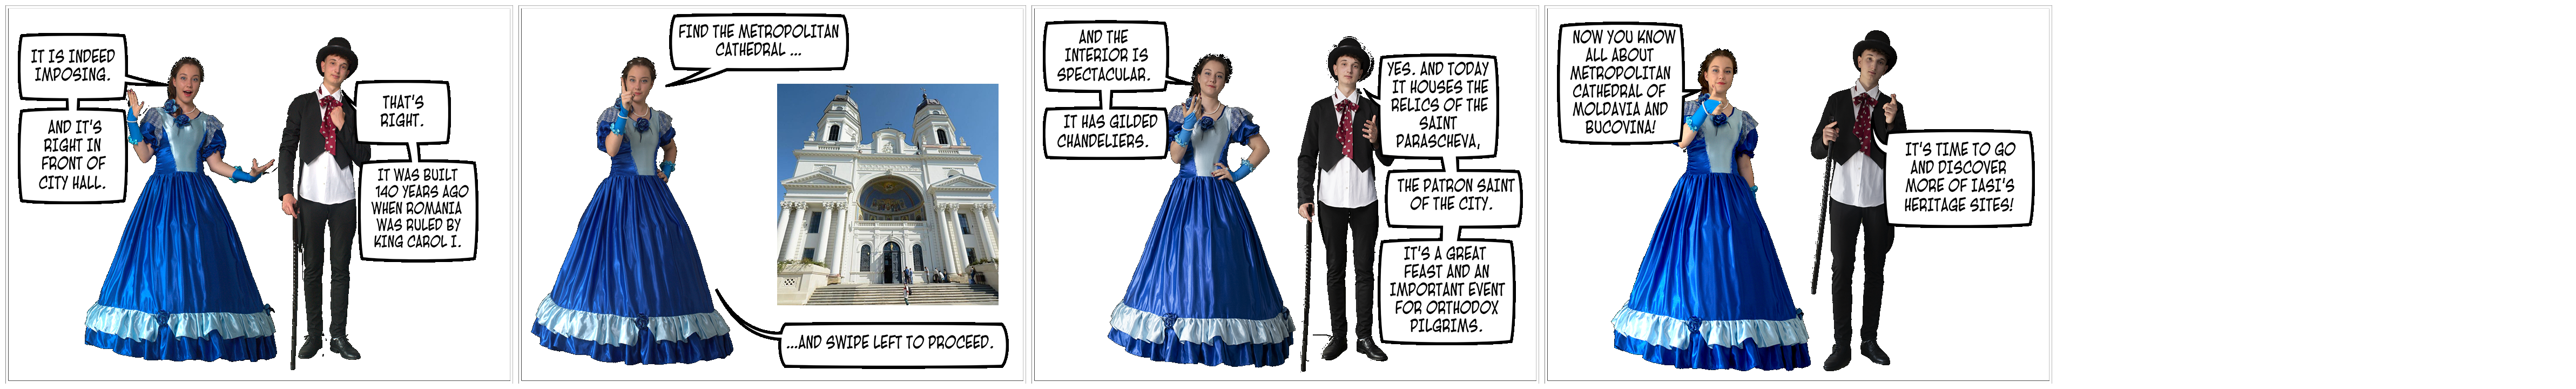 IT IS INDEED
IMPOSING.
AND IT'S
RIGHT IN
FRONT OF
CITY HALL.
THAT'S
RIGHT.
IT WAS BUILT
140 YEARS AGO
WHEN ROMANIA
WAS RULED BY
KING CAROL I.
FIND THE METROPOLITAN
CATHEDRAL ...
...AND SWIPE LEFT TO PROCEED.
AND THE
INTERIOR IS
SPECTACULAR.
IT HAS GILDED
CHANDELIERS.
YES. AND TODAY
IT HOUSES THE
RELICS OF THE
SAINT
PARASCHEVA,
THE PATRON SAINT
OF THE CITY.
IT'S A GREAT
FEAST AND AN
IMPORTANT EVENT
FOR ORTHODOX
PILGRIMS.
NOW YOU KNOW
ALL ABOUT
METROPOLITAN
CATHEDRAL OF
MOLDAVIA AND
BUCOVINA!
IT'S TIME TO GO
AND DISCOVER
MORE OF IASI'S
HERITAGE SITES!